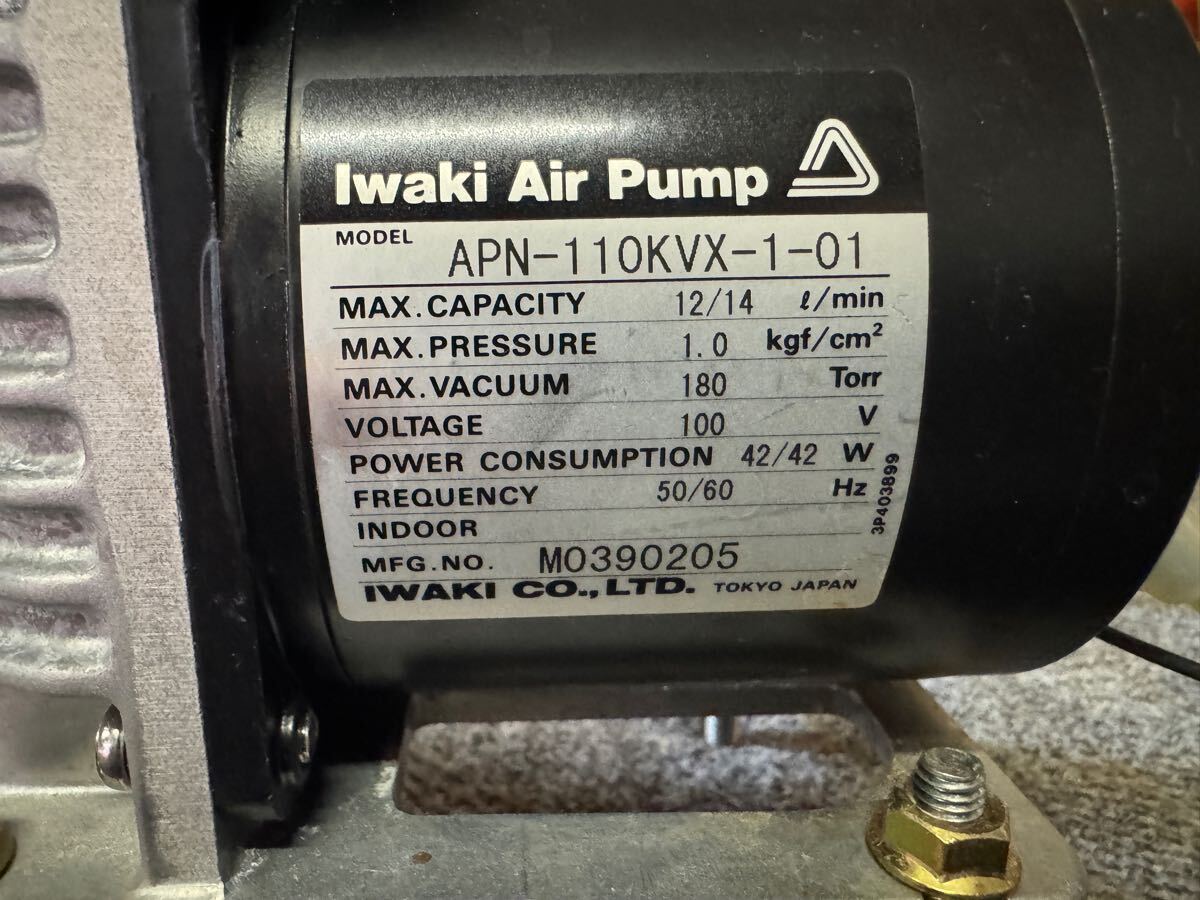 Iwaki Air Pump
MODEL APN-110KVX-1-01
MAX.CAPACITY 12/14 ℓ/min
MAX.PRESSURE 1.0 kgf/cm²
MAX.VACUUM 180 Torr
VOLTAGE 100 V
POWER CONSUMPTION 42/42 W
FREQUENCY 50/60 Hz
INDOOR
MFG.NO. M0390205
IWAKI CO.,LTD. TOKYO JAPAN
3P403899